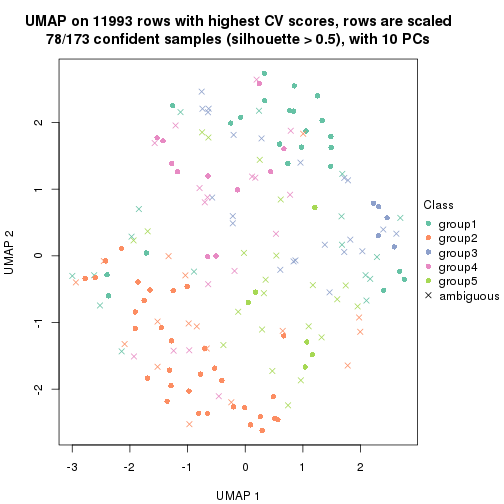 UMAP on 11993 rows with highest CV scores, rows are scaled
78/173 confident samples (silhouette > 0.5), with 10 PCs
UMAP 2
2
1
0
-1
-2
-3
-2
-1
0
1
2
UMAP 1
Class
group1
group2
group3
group4
group5
ambiguous